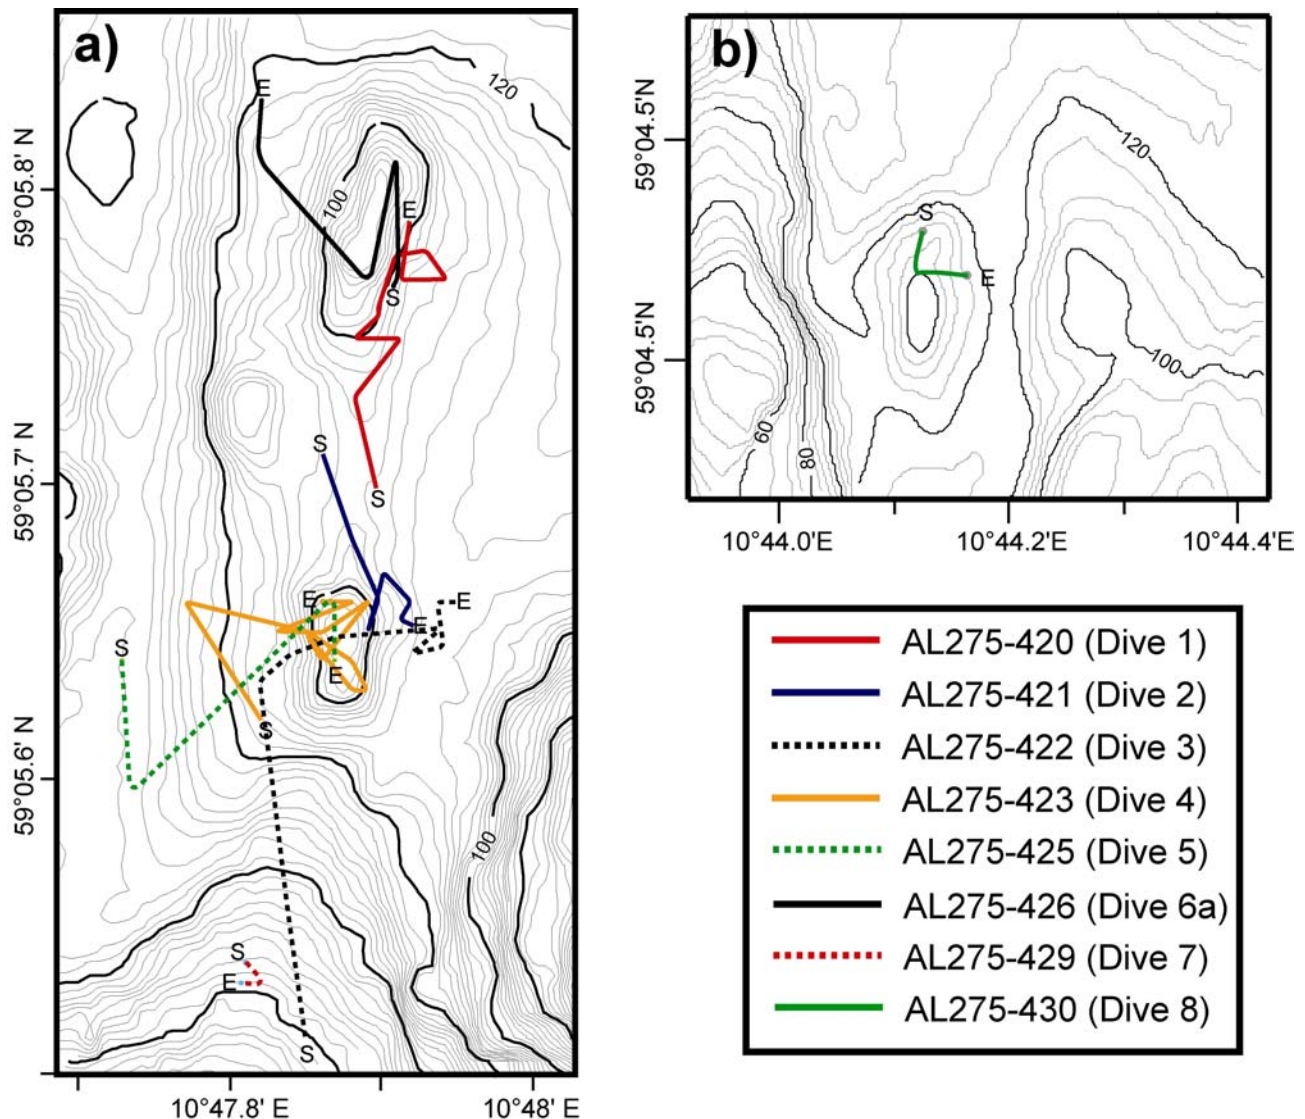 a)
120
E
100
E
S
59°05.8' N
S
S
59°05.7' N
E
E
E
S
E
S
59°05.6' N
100
S
E
S
10°47.8' E
10°48' E
b)
59°04.5'N
120
S
E
59°04.5'N
100
60
80
10°44.0'E
10°44.2'E
10°44.4'E
AL275-420 (Dive 1)
AL275-421 (Dive 2)
AL275-422 (Dive 3)
AL275-423 (Dive 4)
AL275-425 (Dive 5)
AL275-426 (Dive 6a)
AL275-429 (Dive 7)
AL275-430 (Dive 8)